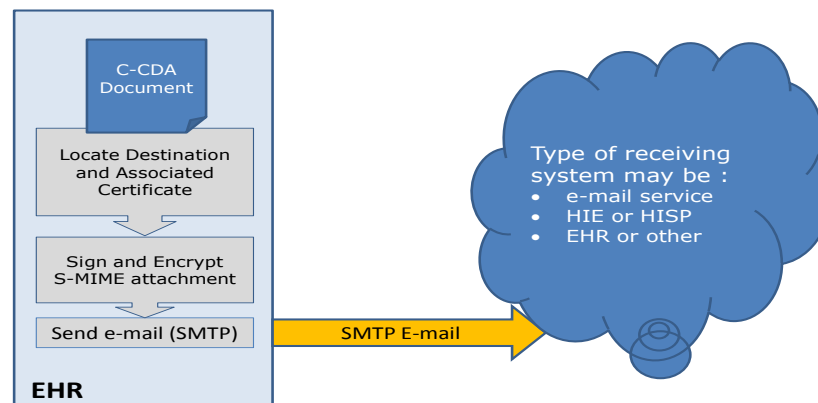 C-CDA
Document
Locate Destination
and Associated
Certificate
Sign and Encrypt
S-MIME attachment
Send e-mail (SMTP)
EHR
SMTP E-mail
Type of receiving
system may be :
• e-mail service
• HIE or HISP
• EHR or other